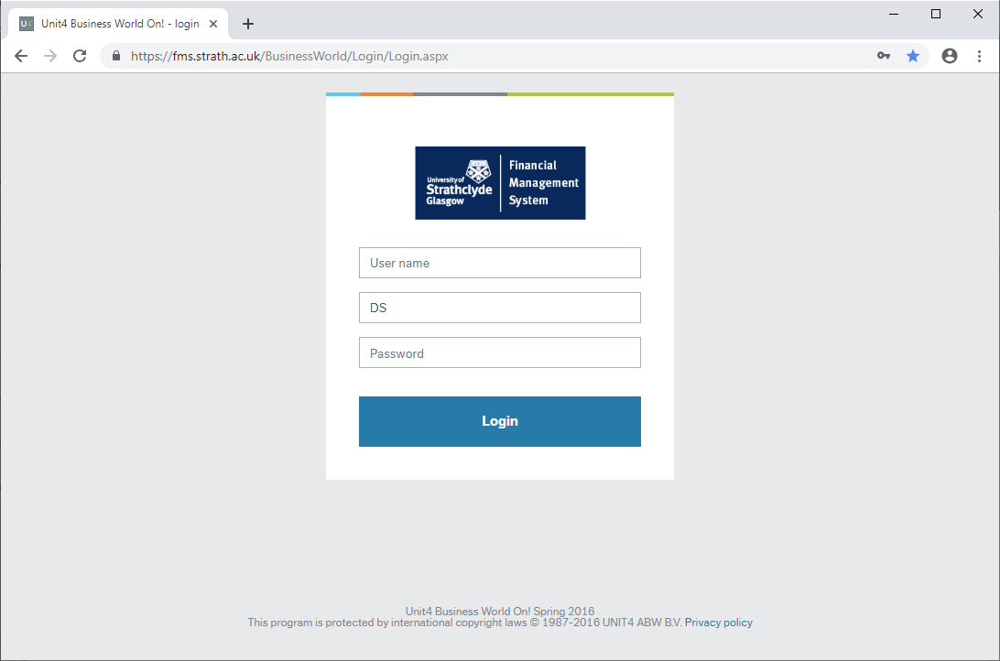 Unit4 Business World On! - login
https://fms.strath.ac.uk/BusinessWorld/Login/Login.aspx
University of
Strathclyde
Glasgow
Financial
Management
System
User name
DS
Password
Login
Unit4 Business World On! Spring 2016
This program is protected by international copyright laws © 1987-2016 UNIT4 ABW B.V. Privacy policy